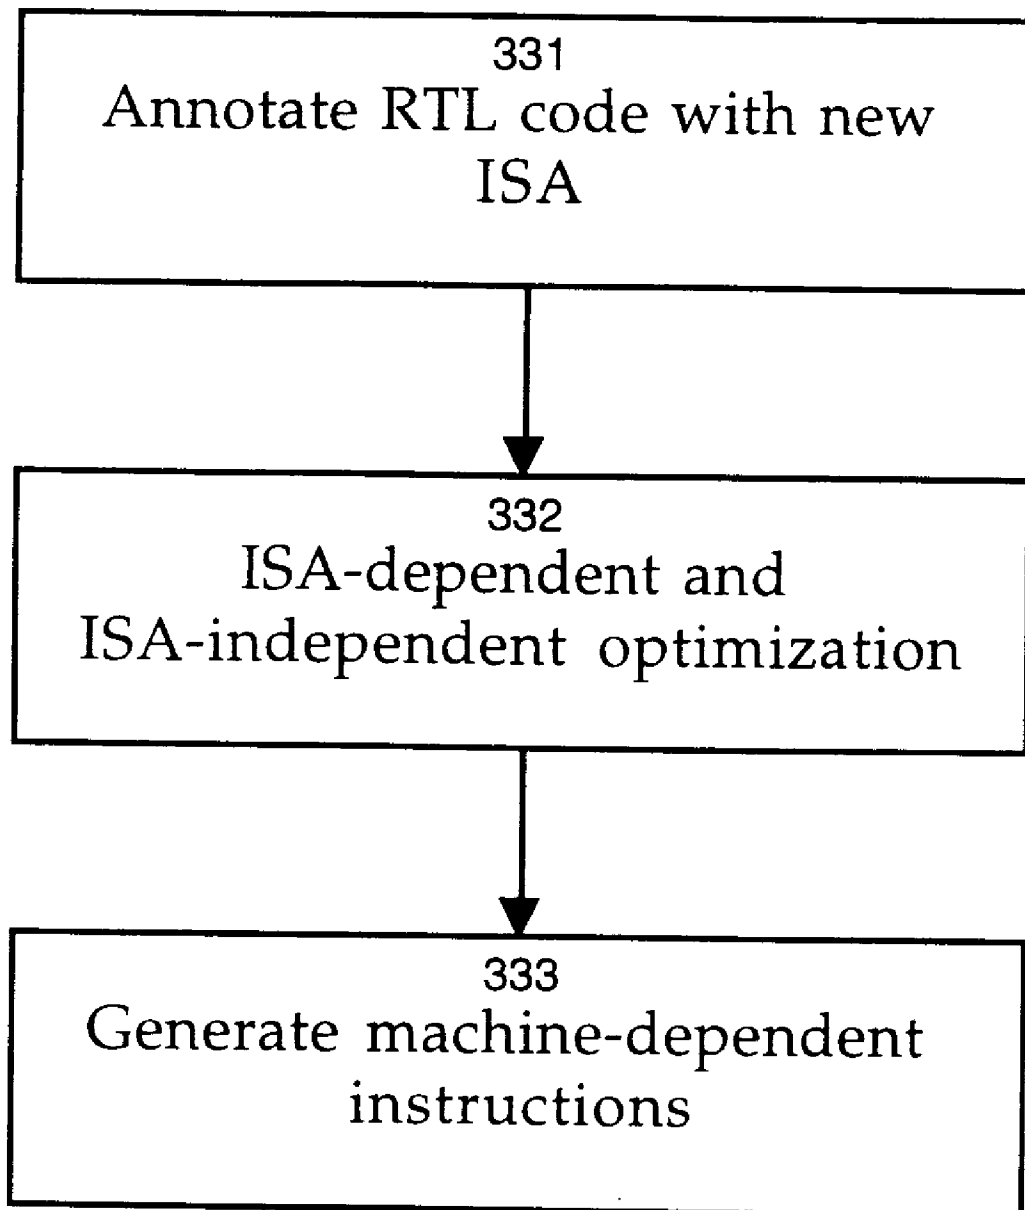 331
Annotate RTL code with new
ISA
332
ISA-dependent and
ISA-independent optimization
333
Generate machine-dependent
instructions